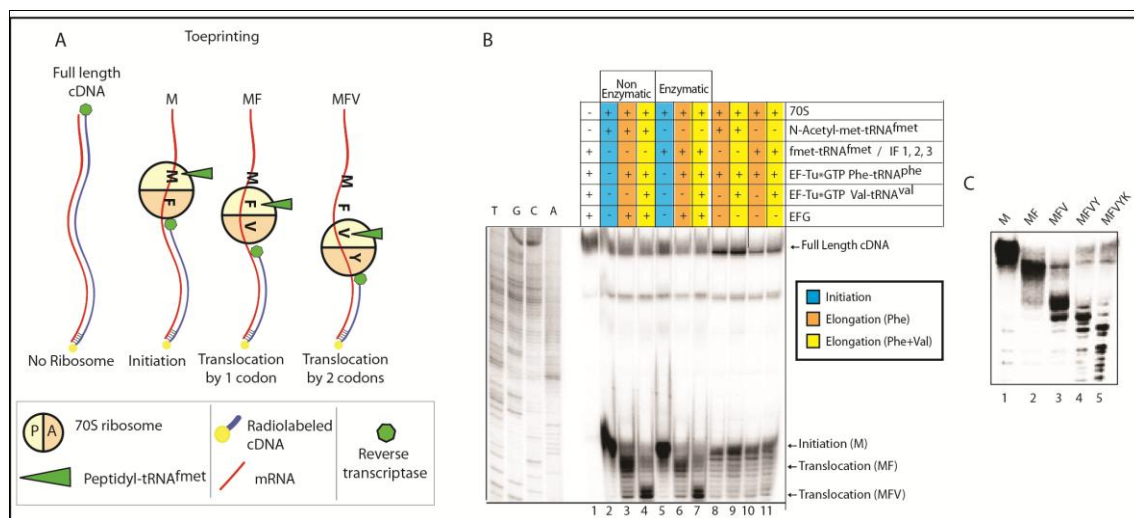 A
Toeprinting
Full length
cDNA
M
MF
MFV
M
F
M
F
V
M
F
V
Y
No Ribosome
Initiation
Translocation
by 1 codon
Translocation
by 2 codons
P A
70S ribosome
Peptidyl-tRNAfmet
Radiolabeled
cDNA
mRNA
Reverse
transcriptase
B
Non
Enzymatic
Enzymatic
- + + + + + + + + + + 70S
- + + + - - - + + - - N-Acetyl-met-tRNAfmet
+ - - - + + + - - + + fmet-tRNAfmet / IF 1, 2, 3
+ - + + - + + + + + + EF-Tu•GTP Phe-tRNAphe
+ - - + - - + - + - + EF-Tu•GTP Val-tRNAval
+ - + + - + + - - - - EFG
T G C A
Full Length cDNA
Initiation
Elongation (Phe)
Elongation (Phe+Val)
Initiation (M)
Translocation (MF)
Translocation (MFV)
1 2 3 4 5 6 7 8 9 10 11
C
M MF MFV MFVY MFVYK
1 2 3 4 5